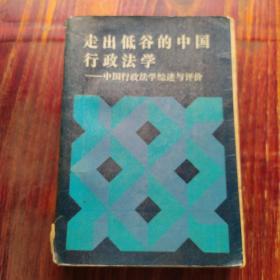 走出低谷的中国
行政法学
——中国行政法学综述与评价